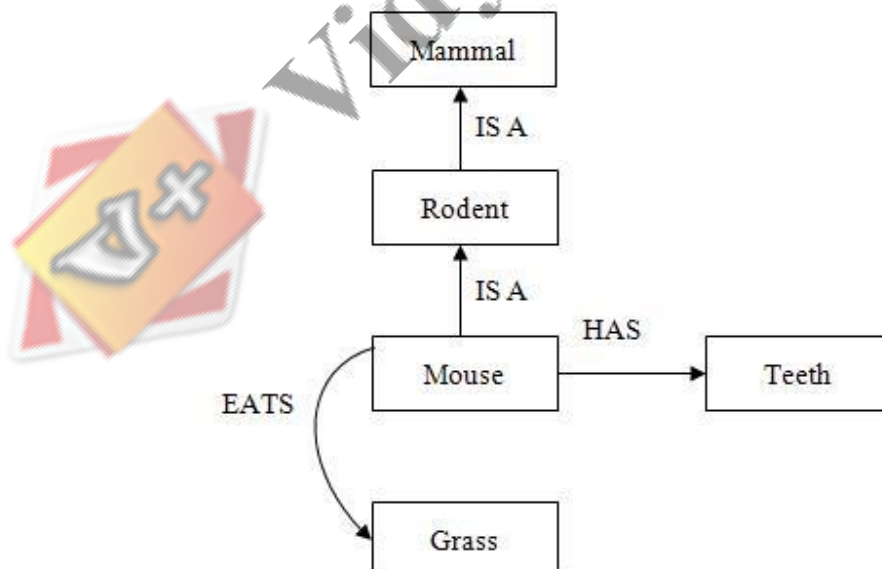 Mammal
IS A
Rodent
IS A
Mouse
HAS
Teeth
EATS
Grass